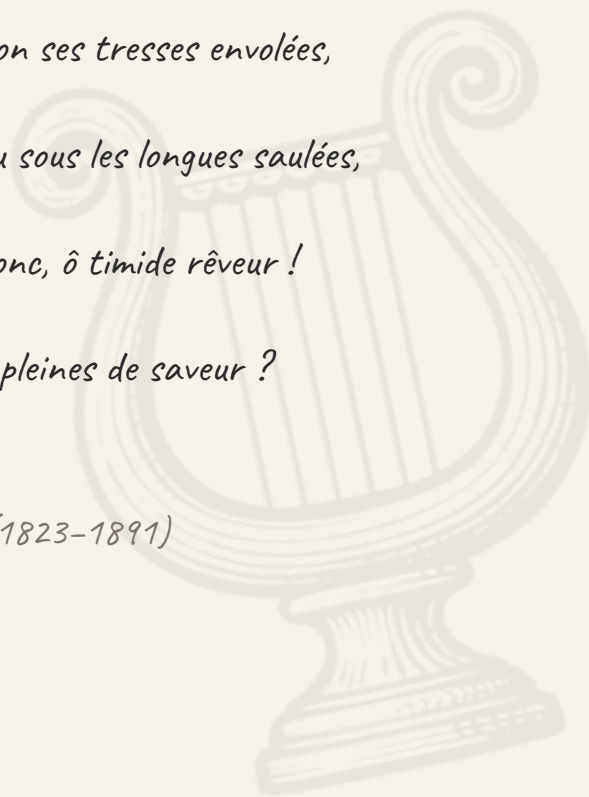 on ses tresses envolées,
sous les longues saulées,
onc, ô timide rêveur !
pleines de saveur ?
(1823–1891)